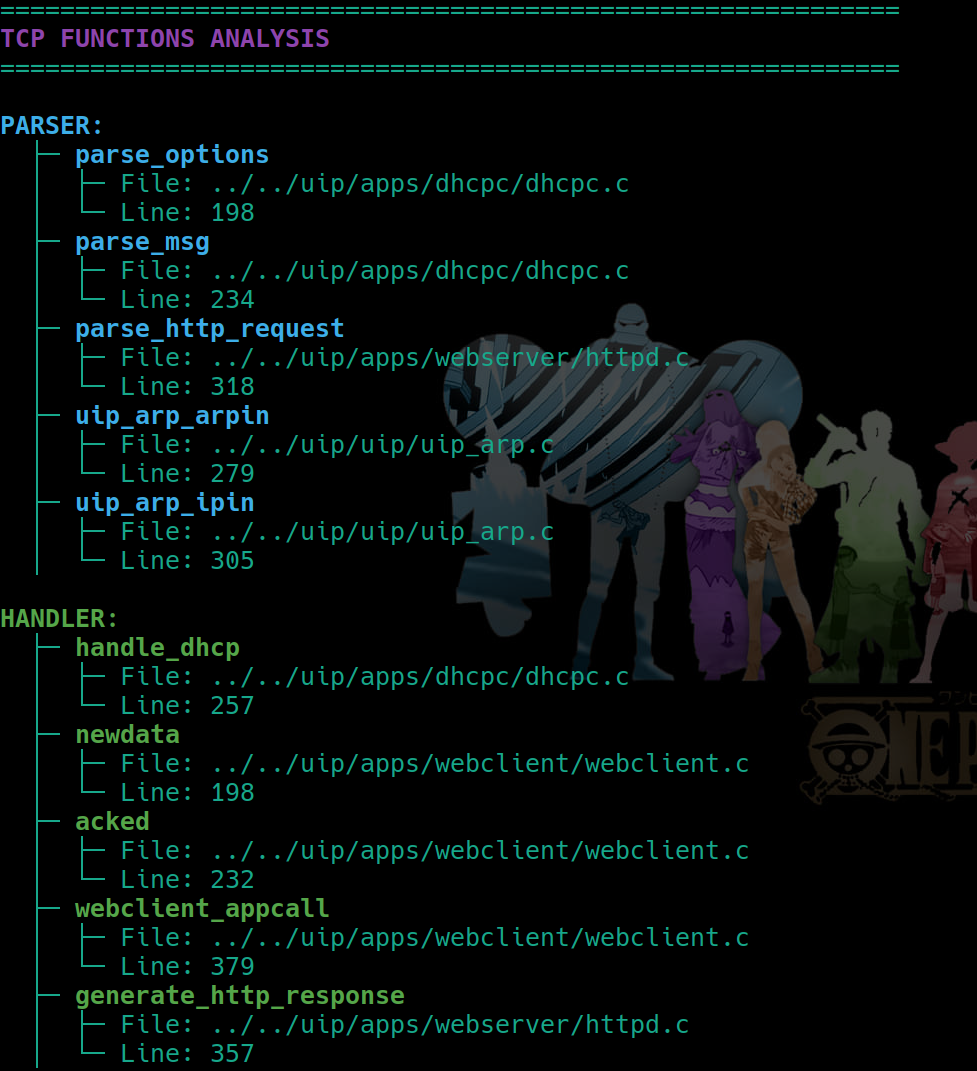 ============================================================
TCP FUNCTIONS ANALYSIS
============================================================
PARSER:
├─ parse_options
├─ File: ../../uip/apps/dhcpc/dhcpc.c
└─ Line: 198
├─ parse_msg
├─ File: ../../uip/apps/dhcpc/dhcpc.c
└─ Line: 234
├─ parse_http_request
├─ File: ../../uip/apps/webserver/httpd.c
└─ Line: 318
├─ uip_arp_arpin
├─ File: ../../uip/uip/uip_arp.c
└─ Line: 279
├─ uip_arp_ipin
├─ File: ../../uip/uip/uip_arp.c
└─ Line: 305
HANDLER:
├─ handle_dhcp
├─ File: ../../uip/apps/dhcpc/dhcpc.c
└─ Line: 257
├─ newdata
├─ File: ../../uip/apps/webclient/webclient.c
└─ Line: 198
├─ acked
├─ File: ../../uip/apps/webclient/webclient.c
└─ Line: 232
├─ webclient_appcall
├─ File: ../../uip/apps/webclient/webclient.c
└─ Line: 379
├─ generate_http_response
├─ File: ../../uip/apps/webserver/httpd.c
└─ Line: 357